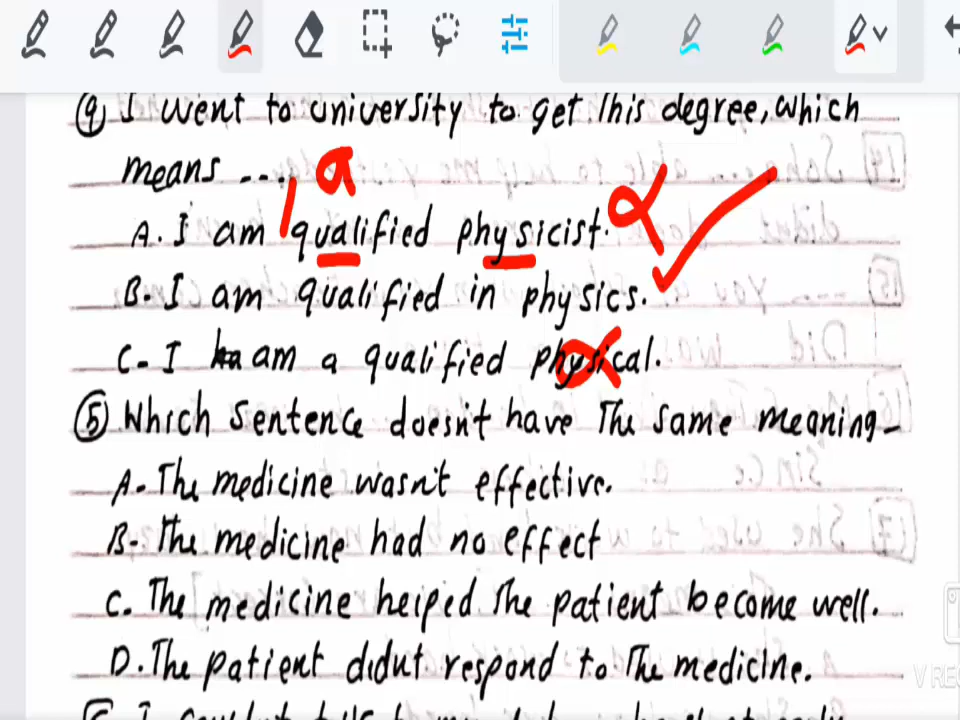 ④ I went to university to get this degree, which
means ....
a
A. I am qualified physicist.
B. I am qualified in physics.
C- I am a qualified physical.
⑤ Which sentence doesn't have the same meaning-
A- The medicine wasn't effective.
B- The medicine had no effect
C. The medicine helped the patient become well.
D. The patient didn't respond to the medicine.
V REC